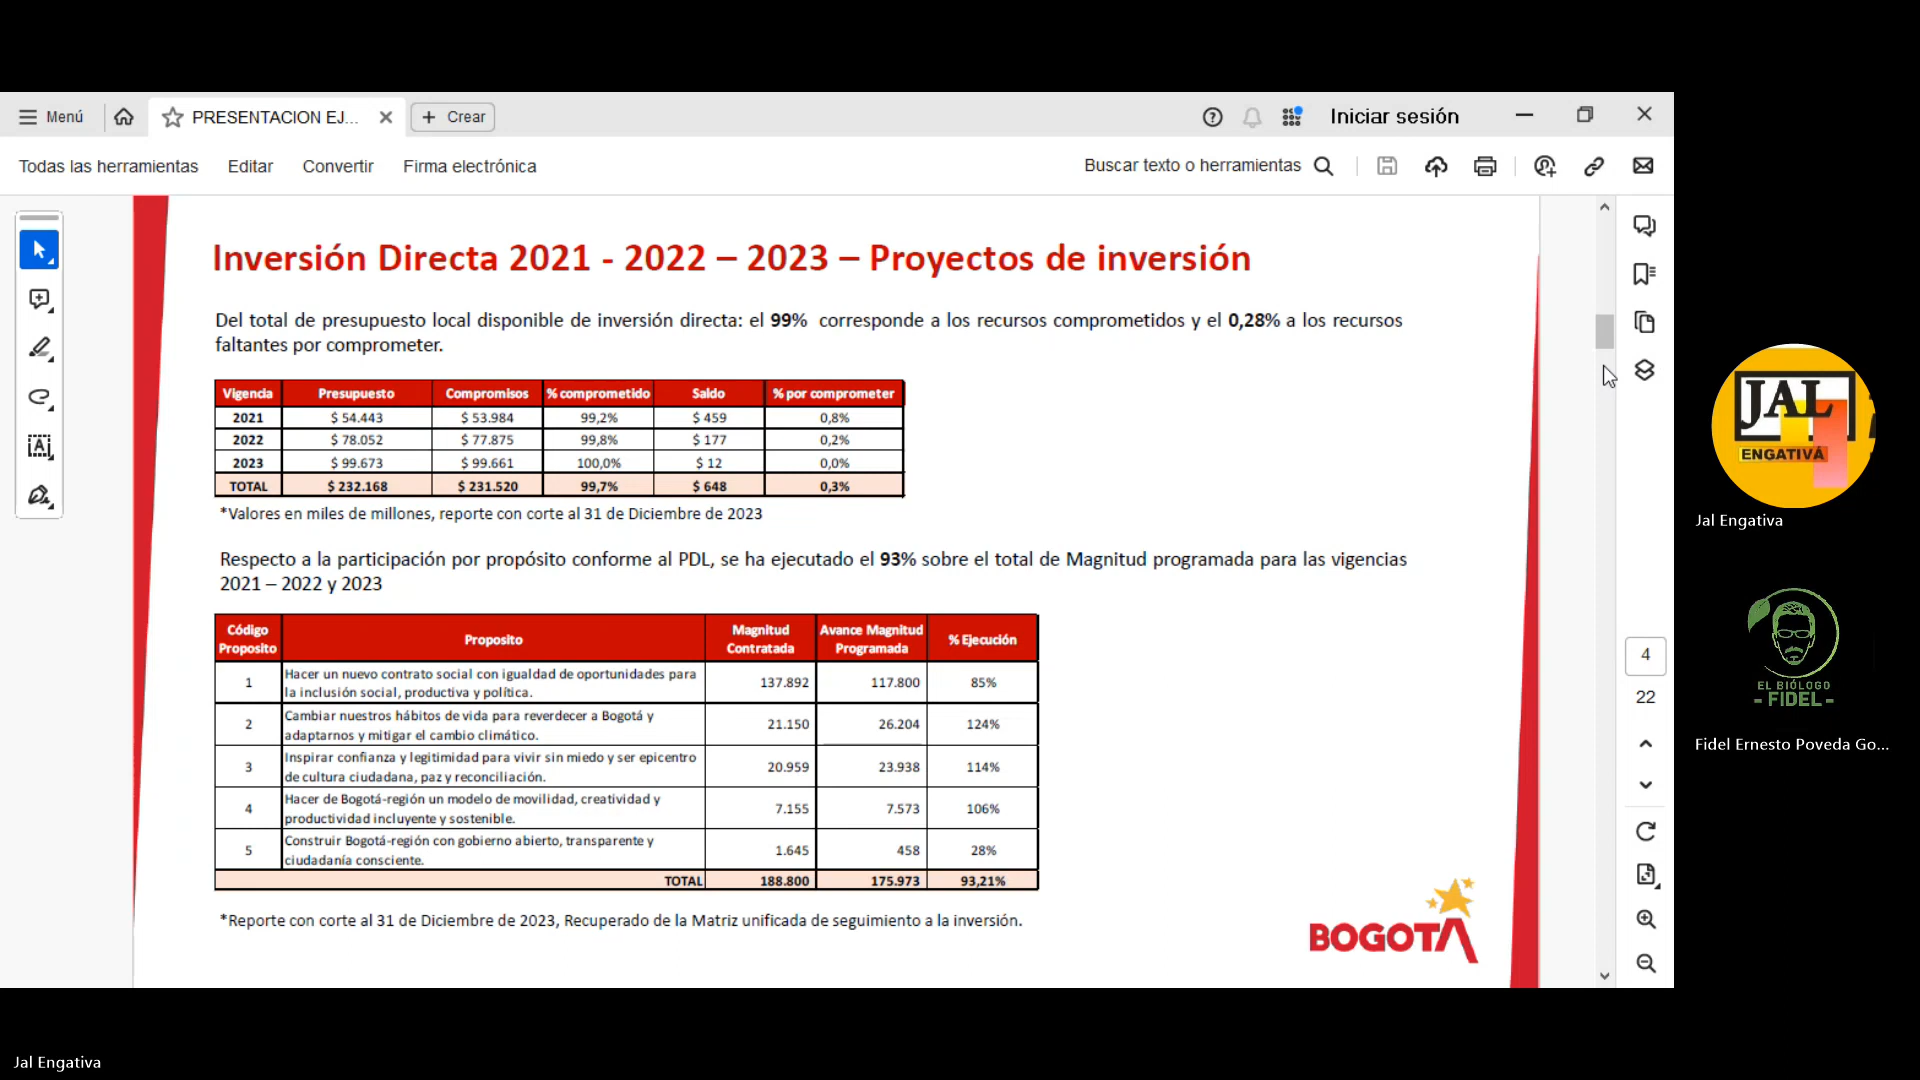 Menú
PRESENTACION EJ...
Crear
Iniciar sesión
Todas las herramientas
Editar
Convertir
Firma electrónica
Buscar texto o herramientas
Inversión Directa 2021 - 2022 – 2023 – Proyectos de inversión
Del total de presupuesto local disponible de inversión directa: el 99% corresponde a los recursos comprometidos y el 0,28% a los recursos
faltantes por comprometer.
Vigencia Presupuesto Compromisos % comprometido Saldo % por comprometer
2021 $ 54.443 $ 53.984 99,2% $ 459 0,8%
2022 $ 78.052 $ 77.875 99,8% $ 177 0,2%
2023 $ 99.673 $ 99.661 100,0% $ 12 0,0%
TOTAL $ 232.168 $ 231.520 99,7% $ 648 0,3%
*Valores en miles de millones, reporte con corte al 31 de Diciembre de 2023
Respecto a la participación por propósito conforme al PDL, se ha ejecutado el 93% sobre el total de Magnitud programada para las vigencias
2021 – 2022 y 2023
Código Proposito Proposito Magnitud Contratada Avance Magnitud Programada % Ejecución
1 Hacer un nuevo contrato social con igualdad de oportunidades para
la inclusión social, productiva y política. 137.892 117.800 85%
2 Cambiar nuestros hábitos de vida para reverdecer a Bogotá y
adaptarnos y mitigar el cambio climático. 21.150 26.204 124%
3 Inspirar confianza y legitimidad para vivir sin miedo y ser epicentro
de cultura ciudadana, paz y reconciliación. 20.959 23.938 114%
4 Hacer de Bogotá-región un modelo de movilidad, creatividad y
productividad incluyente y sostenible. 7.155 7.573 106%
5 Construir Bogotá-región con gobierno abierto, transparente y
ciudadanía consciente. 1.645 458 28%
TOTAL 188.800 175.973 93,21%
*Reporte con corte al 31 de Diciembre de 2023, Recuperado de la Matriz unificada de seguimiento a la inversión.
BOGOTA
4
22
JAL
ENGATIVÁ
Jal Engativa
EL BIÓLOGO
- FIDEL -
Fidel Ernesto Poveda Go...
Jal Engativa